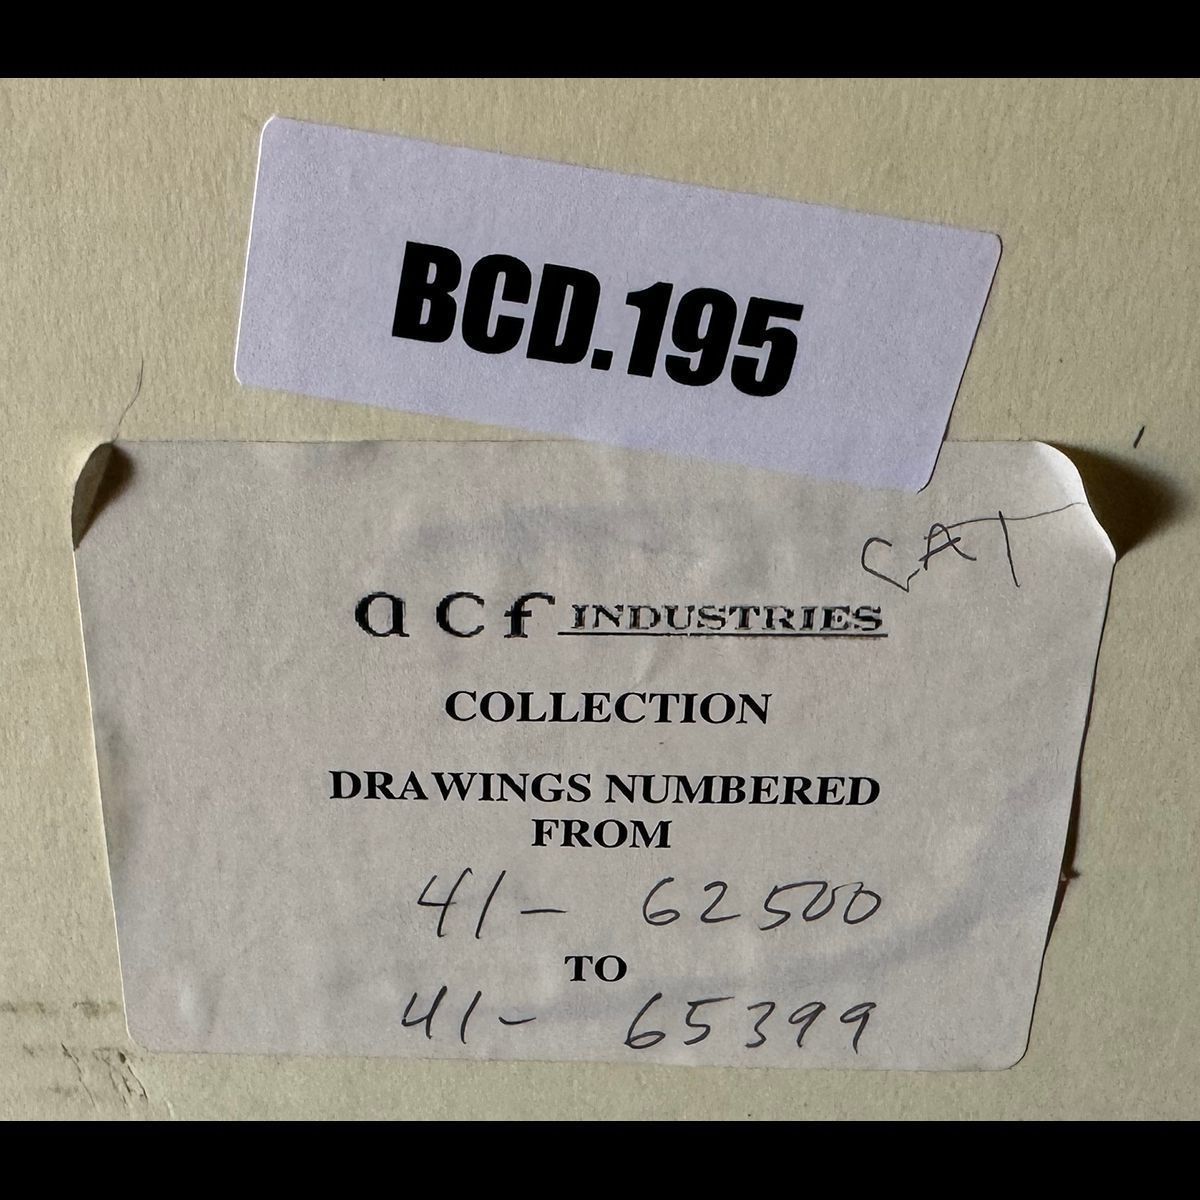 BCD.195
CAT
acf INDUSTRIES
COLLECTION
DRAWINGS NUMBERED
FROM
41- 62500
TO
41- 65399